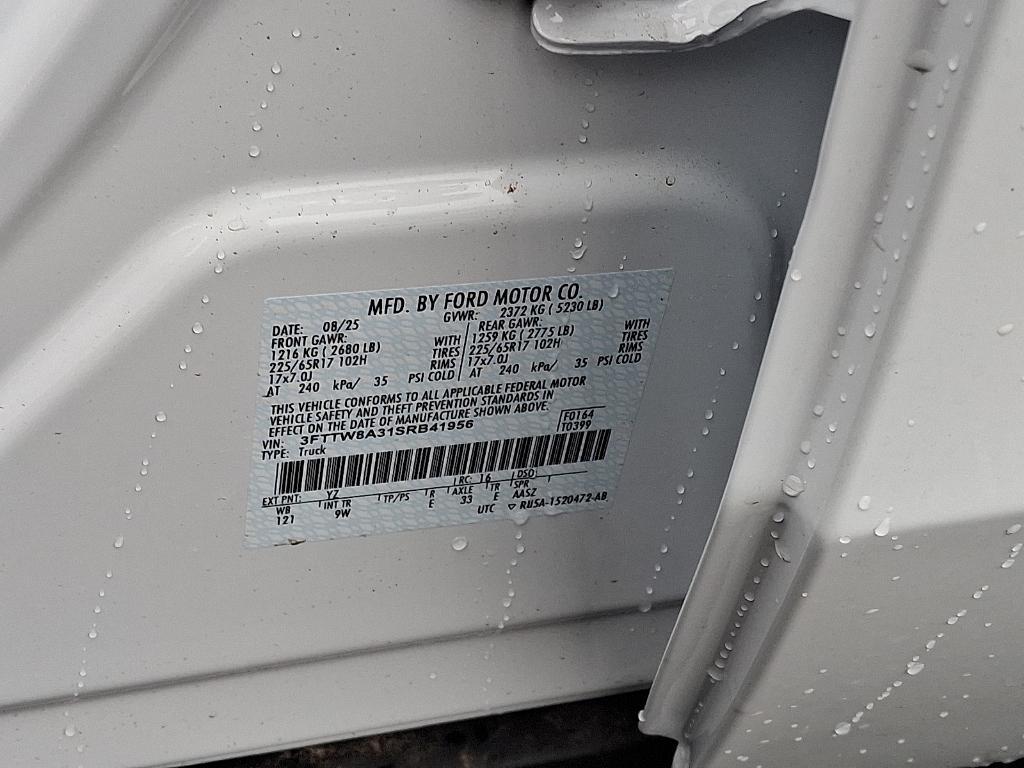 MFD. BY FORD MOTOR CO.
DATE: 08/25 GVWR: 2372 KG ( 5230 LB)
FRONT GAWR: WITH REAR GAWR: WITH
1216 KG ( 2680 LB) TIRES 1259 KG ( 2775 LB) TIRES
225/65R17 102H RIMS 225/65R17 102H RIMS
17x7.0J 17x7.0J
AT 240 kPa/ 35 PSI COLD AT 240 kPa/ 35 PSI COLD
THIS VEHICLE CONFORMS TO ALL APPLICABLE FEDERAL MOTOR
VEHICLE SAFETY AND THEFT PREVENTION STANDARDS IN
EFFECT ON THE DATE OF MANUFACTURE SHOWN ABOVE.
VIN: 3FTTW8A31SRB41956 F0164
TYPE: Truck T0399
EXT PNT: YZ RC: 16 DSO:
WB INT TR TP/PS R AXLE TR SPR
121 9W E 33 E AASZ
UTC ▽ RU5A-1520472-AB